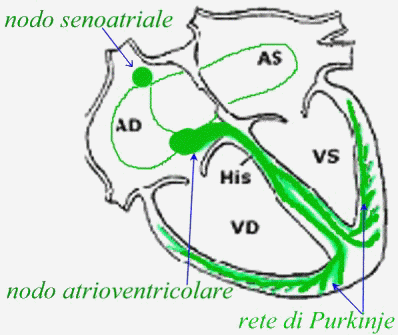 nodo senoatriale
AS
AD
VS
His
VD
nodo atrioventricolare
rete di Purkinje